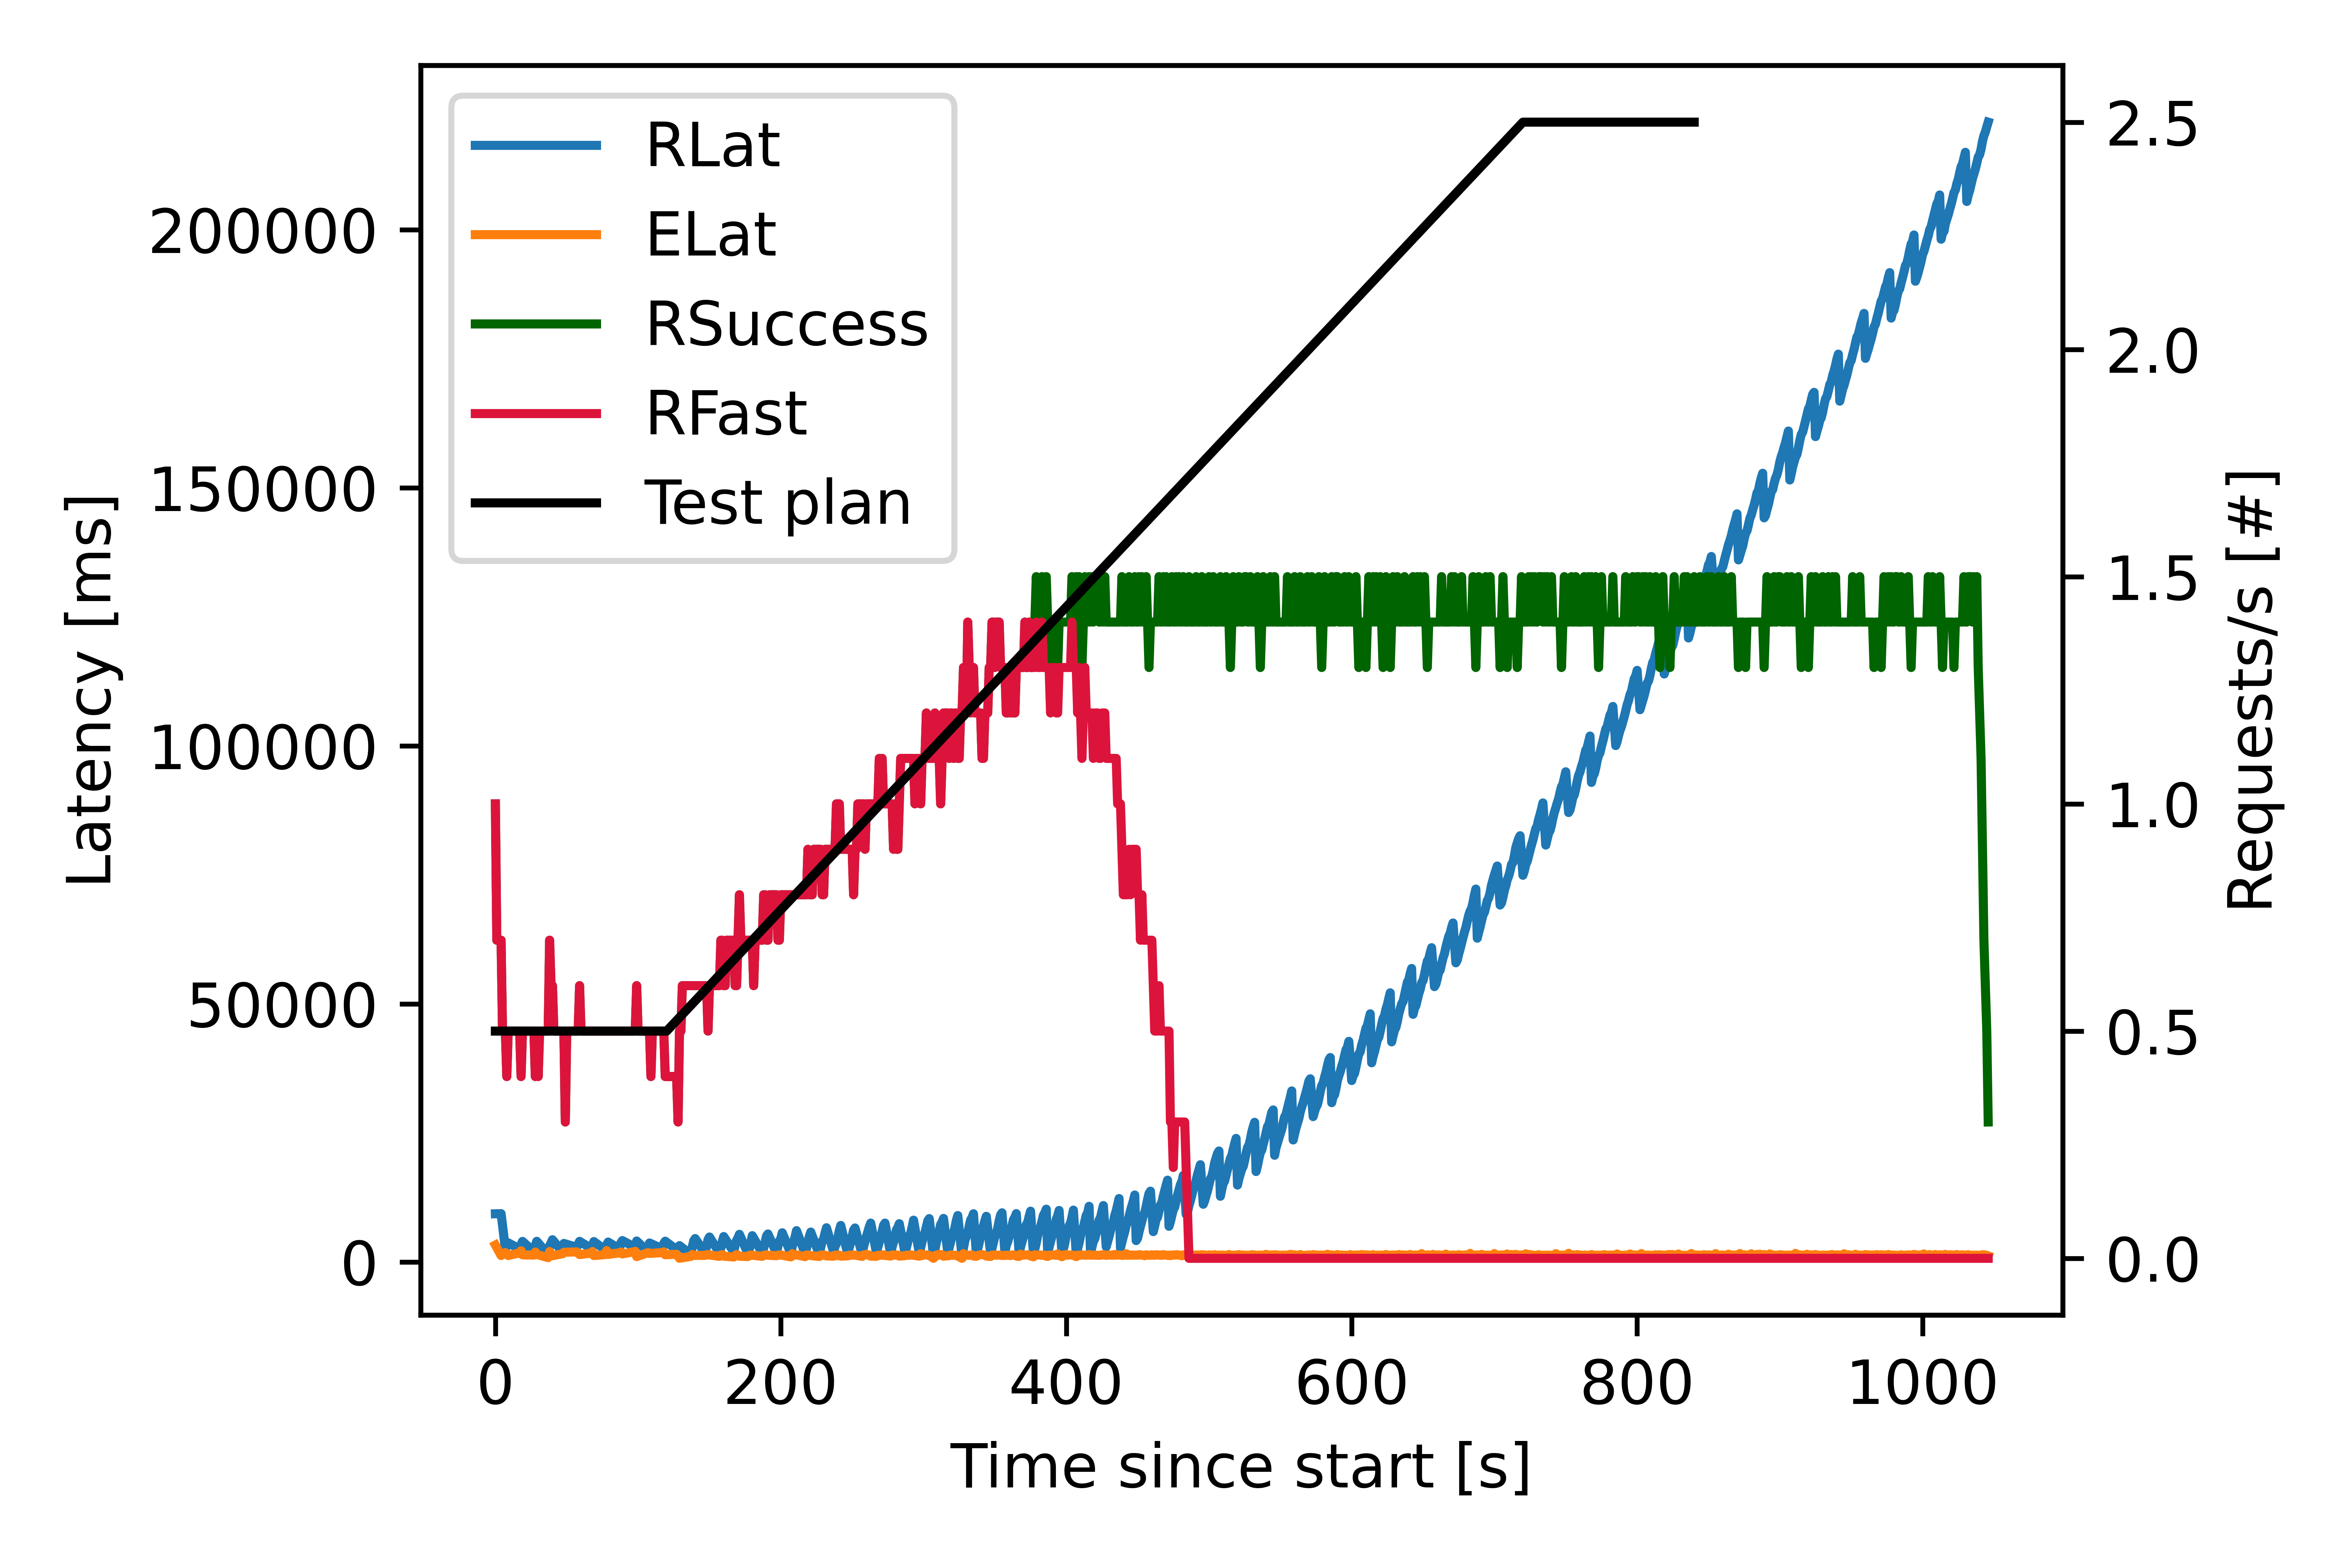 RLat
ELat
RSuccess
RFast
Test plan
200000
150000
100000
50000
0
Latency [ms]
2.5
2.0
1.5
1.0
0.5
0.0
Requests/s [#]
0 200 400 600 800 1000
Time since start [s]